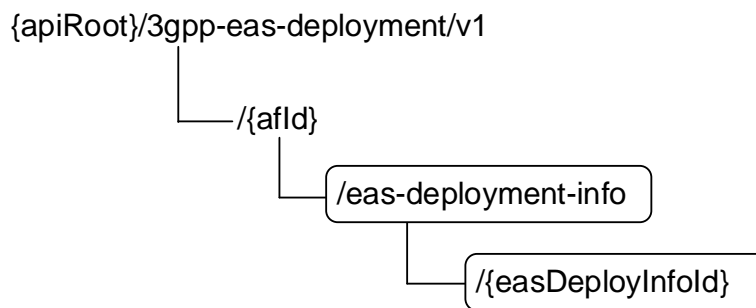 {apiRoot}/3gpp-eas-deployment/v1
/{afId}
/eas-deployment-info
/{easDeployInfoId}